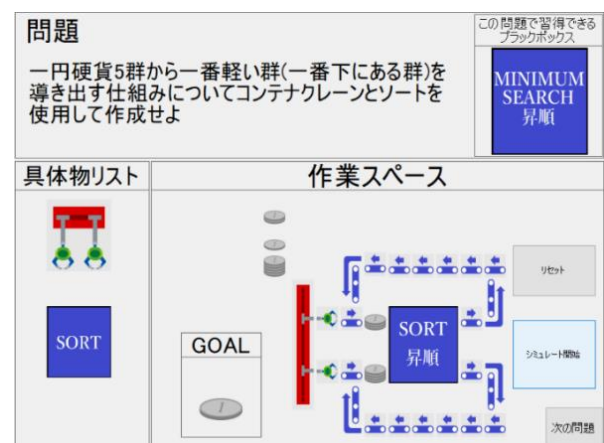 問題
一円硬貨5群から一番軽い群(一番下にある群)を
導き出す仕組みについてコンテナクレーンとソートを
使用して作成せよ
この問題で習得できる
ブラックボックス
MINIMUM
SEARCH
昇順
具体物リスト
作業スペース
SORT
GOAL
SORT
昇順
リセット
シミュレート開始
次の問題